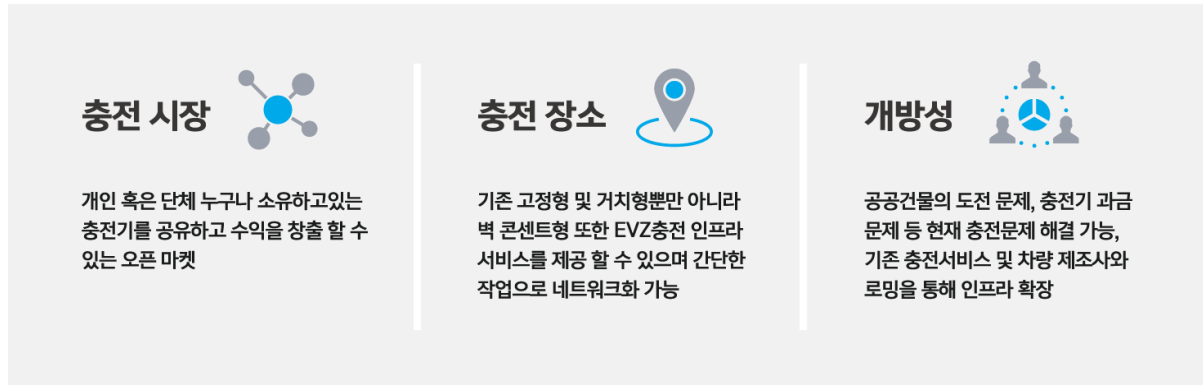 충전 시장
개인 혹은 단체 누구나 소유하고있는
충전기를 공유하고 수익을 창출 할 수
있는 오픈 마켓
충전 장소
기존 고정형 및 거치형뿐만 아니라
벽 콘센트형 또한 EVZ충전 인프라
서비스를 제공 할 수 있으며 간단한
작업으로 네트워크화 가능
개방성
공공건물의 도전 문제, 충전기 과금
문제 등 현재 충전문제 해결 가능,
기존 충전서비스 및 차량 제조사와
로밍을 통해 인프라 확장